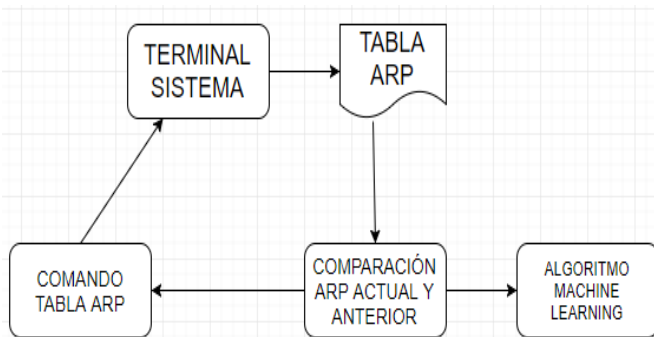 TERMINAL
SISTEMA
TABLA
ARP
COMANDO
TABLA ARP
COMPARACIÓN
ARP ACTUAL Y
ANTERIOR
ALGORITMO
MACHINE
LEARNING